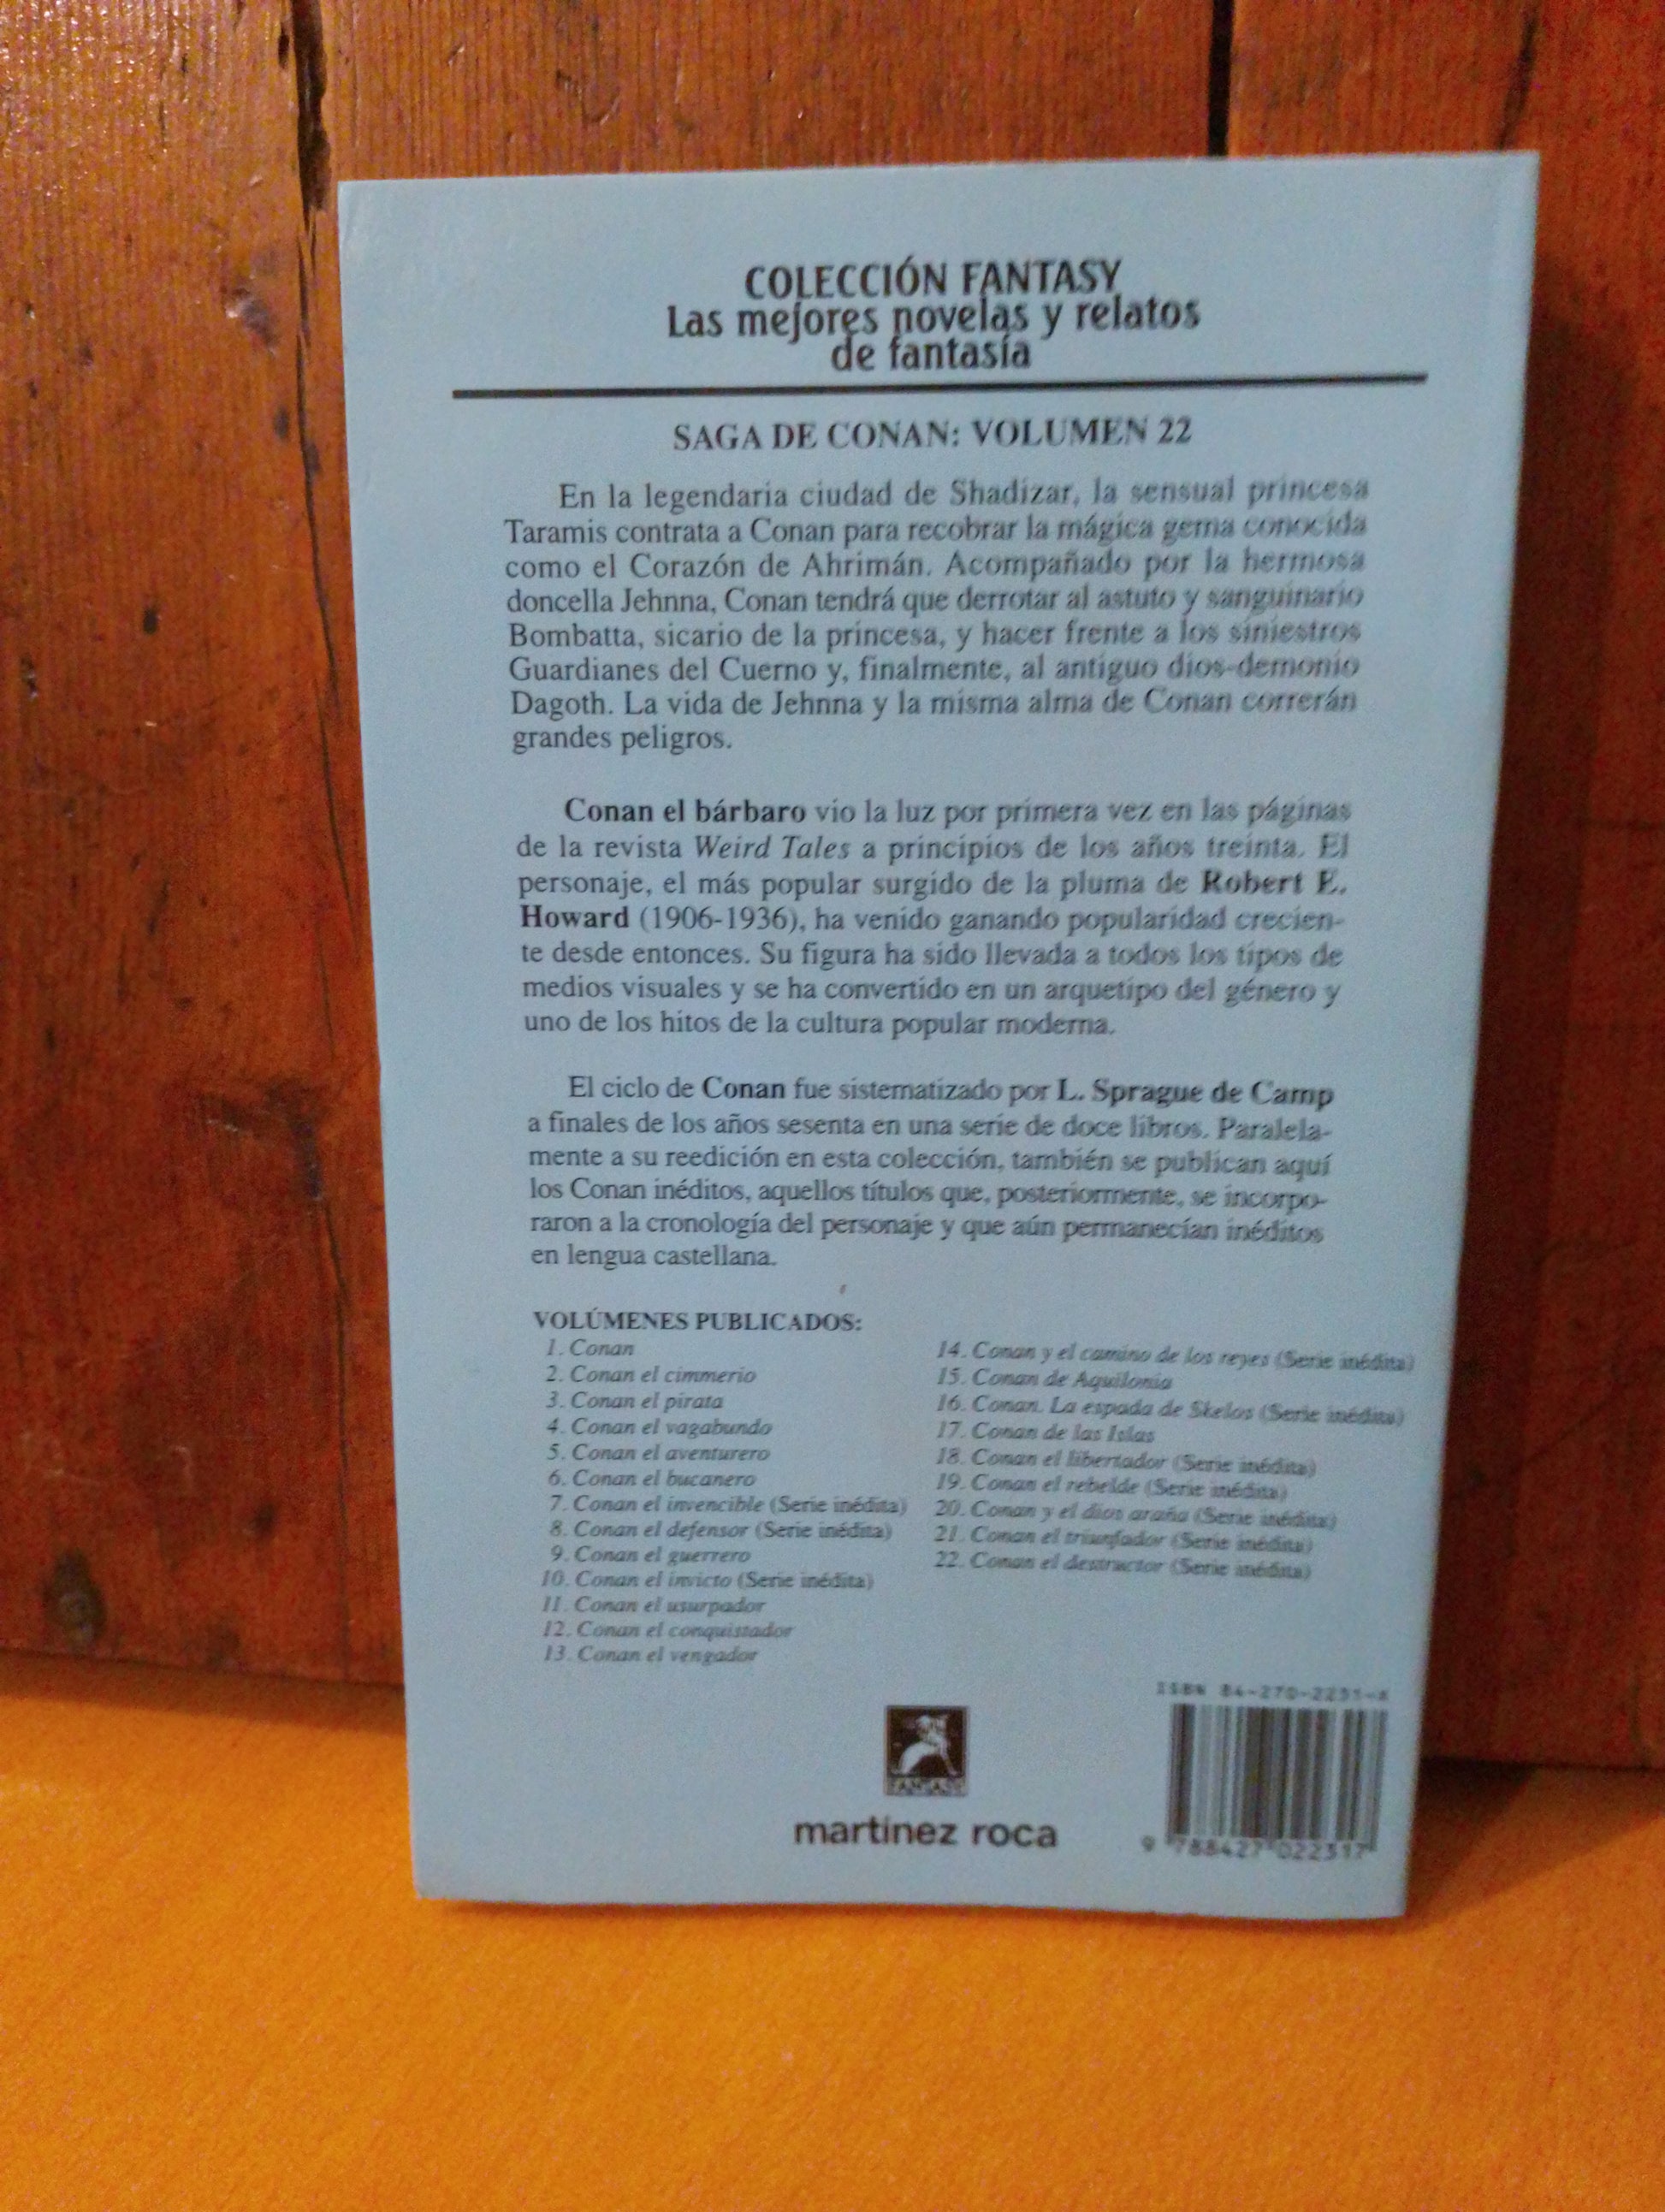 COLECCIÓN FANTASY
Las mejores novelas y relatos
de fantasía
SAGA DE CONAN: VOLUMEN 22
En la legendaria ciudad de Shadizar, la sensual princesa
Taramis contrata a Conan para recobrar la mágica gema conocida
como el Corazón de Ahrimán. Acompañado por la hermosa
doncella Jehnna, Conan tendrá que derrotar al astuto y sanguinario
Bombatta, sicario de la princesa, y hacer frente a los siniestros
Guardianes del Cuerno y, finalmente, al antiguo dios-demonio
Dagoth. La vida de Jehnna y la misma alma de Conan correrán
grandes peligros.
Conan el bárbaro vio la luz por primera vez en las páginas
de la revista Weird Tales a principios de los años treinta. El
personaje, el más popular surgido de la pluma de Robert E.
Howard (1906-1936), ha venido ganando popularidad crecien-
te desde entonces. Su figura ha sido llevada a todos los tipos de
medios visuales y se ha convertido en un arquetipo del género y
uno de los hitos de la cultura popular moderna.
El ciclo de Conan fue sistematizado por L. Sprague de Camp
a finales de los años sesenta en una serie de doce libros. Paralela-
mente a su reedición en esta colección, también se publican aquí
los Conan inéditos, aquellos títulos que, posteriormente, se incorpo-
raron a la cronología del personaje y que aún permanecían inéditos
en lengua castellana.
VOLÚMENES PUBLICADOS:
1. Conan
2. Conan el cimmerio
3. Conan el pirata
4. Conan el vagabundo
5. Conan el aventurero
6. Conan el bucanero
7. Conan el invencible (Serie inédita)
8. Conan el defensor (Serie inédita)
9. Conan el guerrero
10. Conan el invicto (Serie inédita)
11. Conan el usurpador
12. Conan el conquistador
13. Conan el vengador
14. Conan y el camino de los reyes (Serie inédita)
15. Conan de Aquilonia
16. Conan. La espada de Skelos (Serie inédita)
17. Conan de las Islas
18. Conan el libertador (Serie inédita)
19. Conan el rebelde (Serie inédita)
20. Conan y el dios araña (Serie inédita)
21. Conan el triunfador (Serie inédita)
22. Conan el destructor (Serie inédita)
ISBN 84-270-2231-X
FANTASY
martínez roca
9 788427 022317